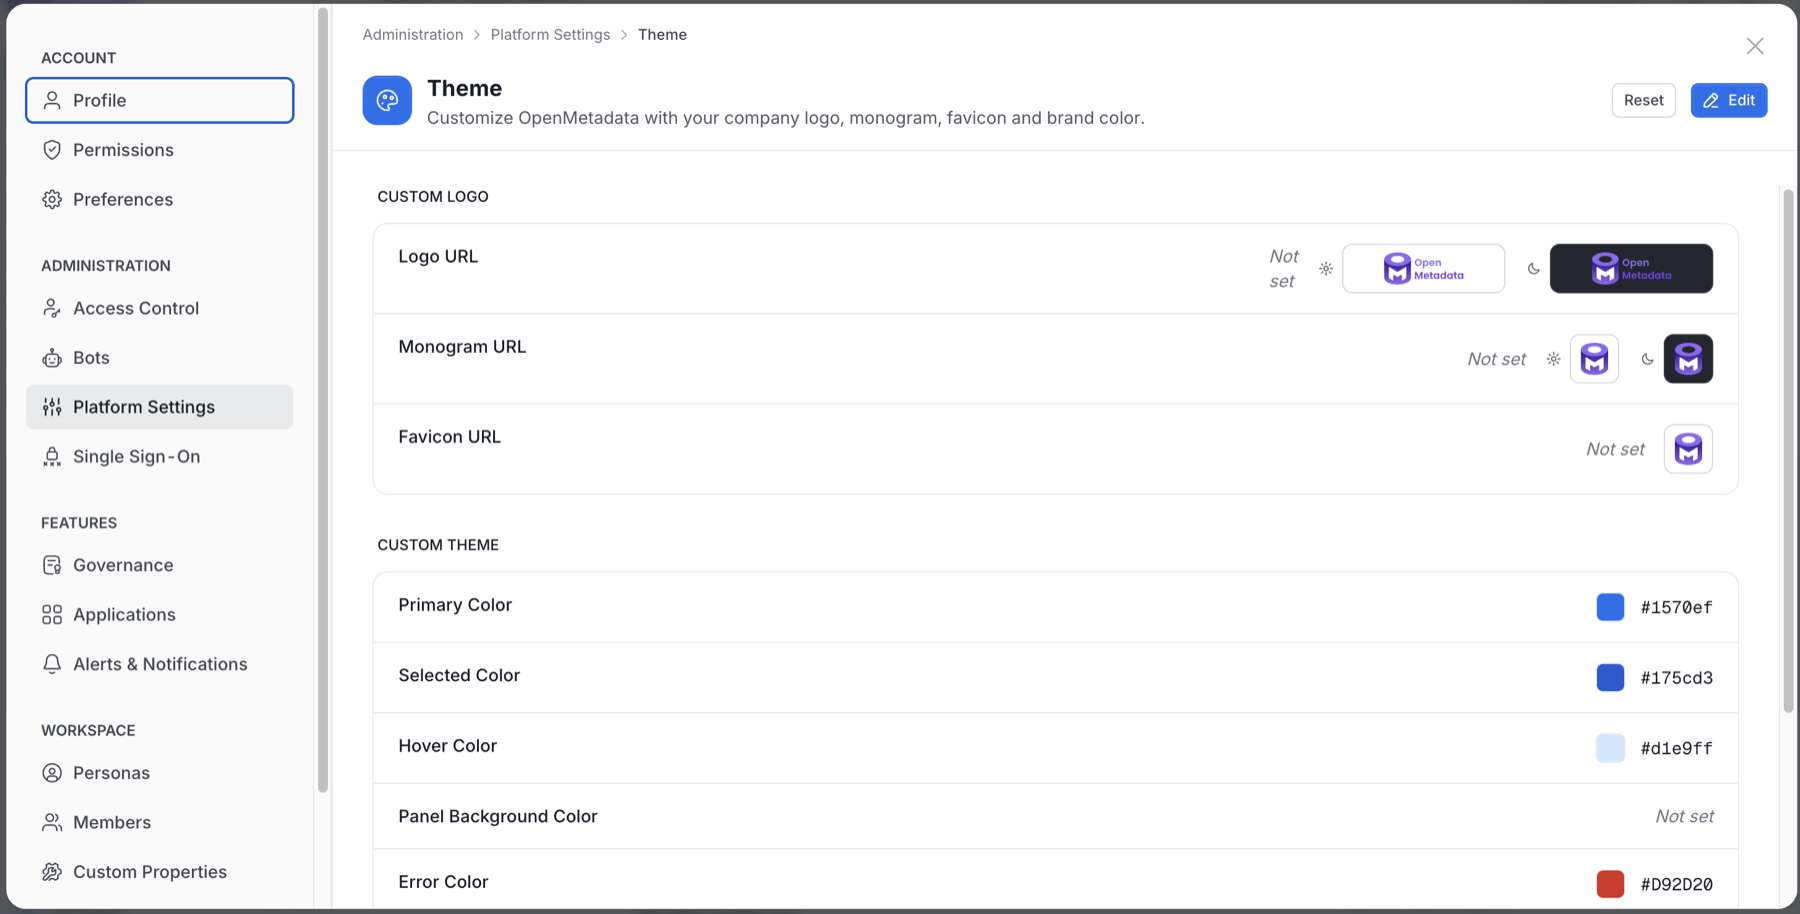 ACCOUNT
Profile
Permissions
Preferences
ADMINISTRATION
Access Control
Bots
Platform Settings
Single Sign-On
FEATURES
Governance
Applications
Alerts & Notifications
WORKSPACE
Personas
Members
Custom Properties
Administration > Platform Settings > Theme
Theme
Customize OpenMetadata with your company logo, monogram, favicon and brand color.
Reset
Edit
CUSTOM LOGO
Logo URL
Not
set
Open
Metadata
Open
Metadata
Monogram URL
Not set
Favicon URL
Not set
CUSTOM THEME
Primary Color
#1570ef
Selected Color
#175cd3
Hover Color
#d1e9ff
Panel Background Color
Not set
Error Color
#D92D20